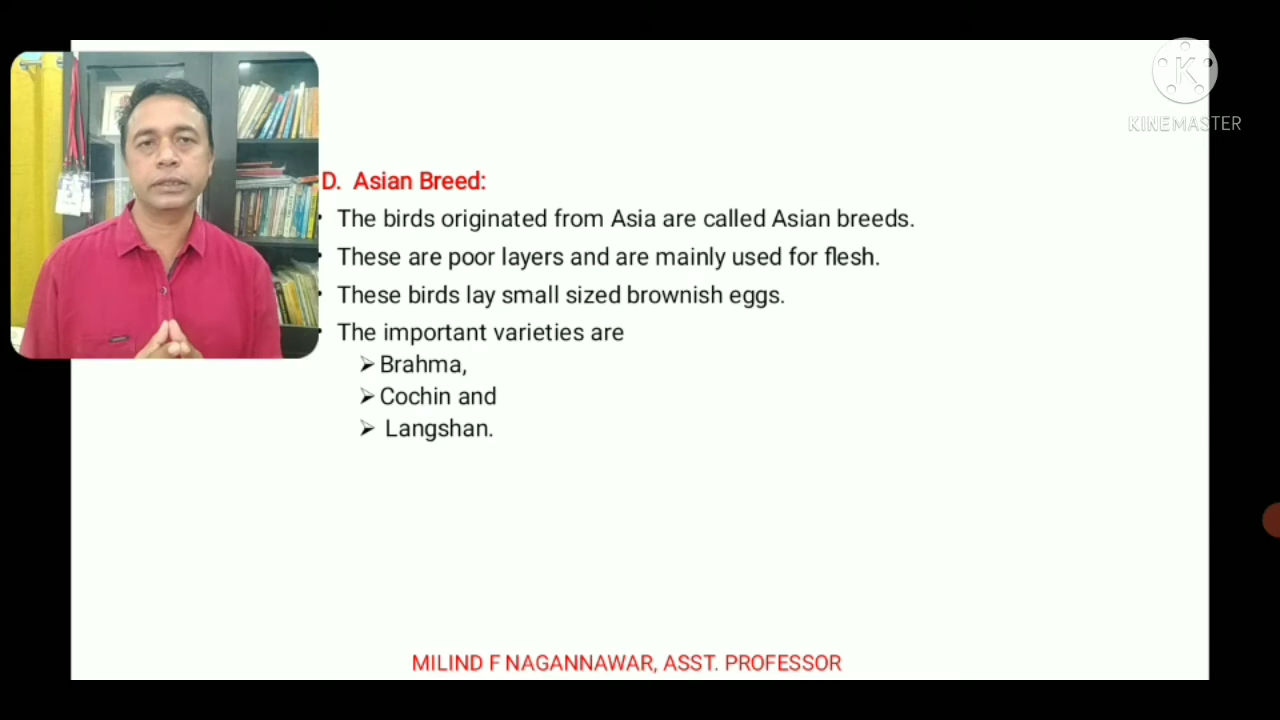 KINEMASTER
D. Asian Breed:
• The birds originated from Asia are called Asian breeds.
• These are poor layers and are mainly used for flesh.
• These birds lay small sized brownish eggs.
• The important varieties are
➢ Brahma,
➢ Cochin and
➢ Langshan.
MILIND F NAGANNAWAR, ASST. PROFESSOR